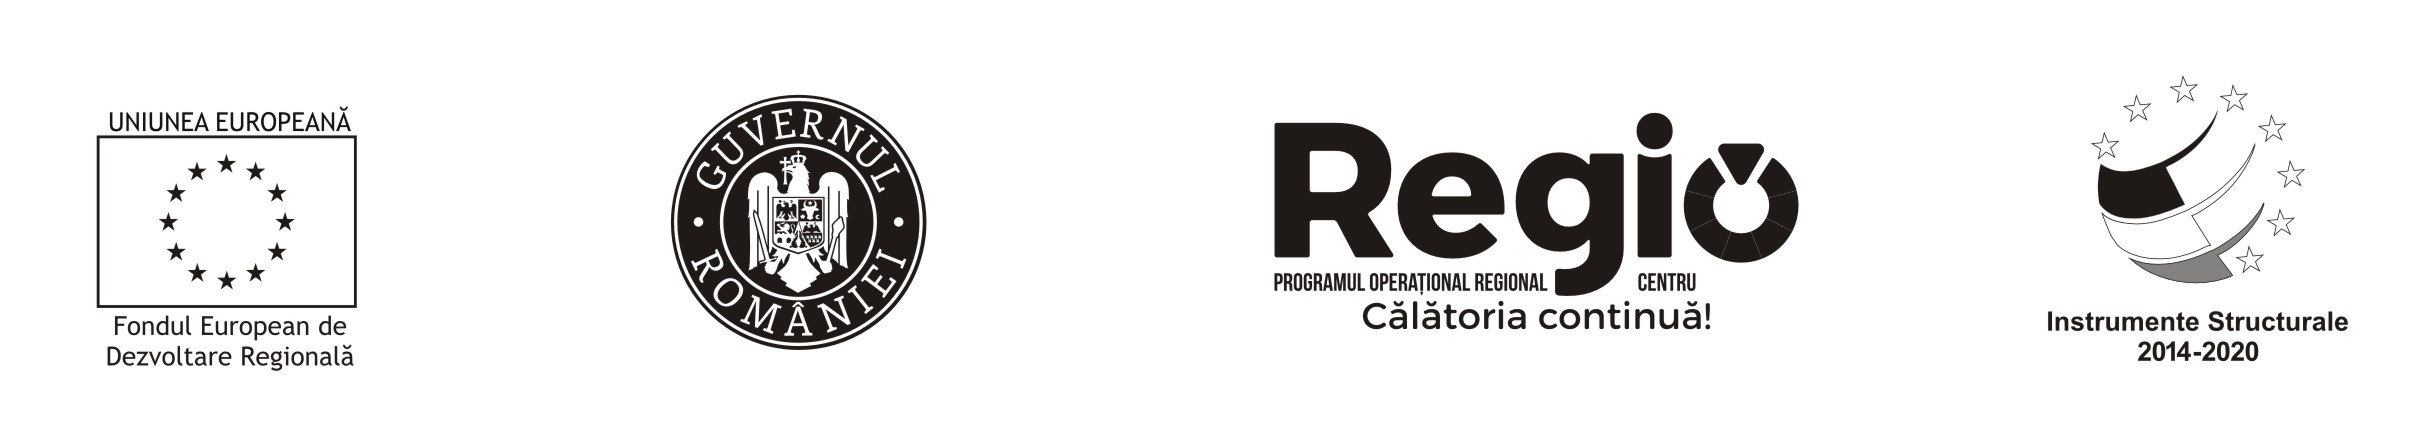 UNIUNEA EUROPEANĂ
Fondul European de
Dezvoltare Regională
GUVERNUL
ROMÂNIEI
Regio
PROGRAMUL OPERAȚIONAL REGIONAL CENTRU
Călătoria continuă!
Instrumente Structurale
2014-2020